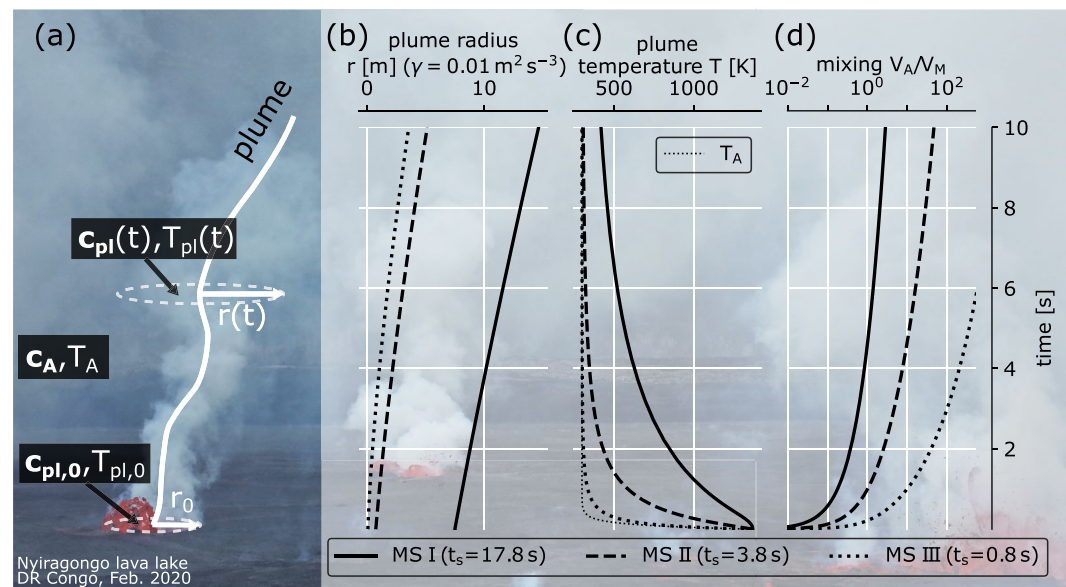 (a)
plume
c_pl(t),T_pl(t)
r(t)
c_A,T_A
c_pl,0,T_pl,0
r_0
Nyiragongo lava lake
DR Congo, Feb. 2020
(b)
plume radius
r [m] (γ = 0.01 m² s⁻³)
0 10
(c)
plume
temperature T [K]
500 1000
T_A
(d)
mixing V_A/V_M
10⁻² 10⁰ 10²
10
8
6
4
2
time [s]
MS I (t_s=17.8 s) MS II (t_s=3.8 s) MS III (t_s=0.8 s)